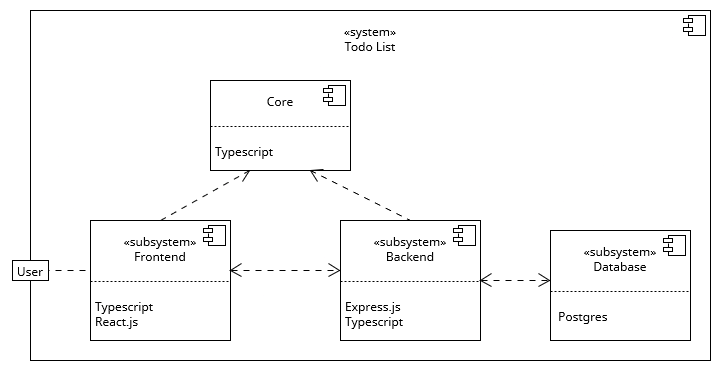 «system»
Todo List
Core
Typescript
«subsystem»
Frontend
Typescript
React.js
«subsystem»
Backend
Express.js
Typescript
«subsystem»
Database
Postgres
User